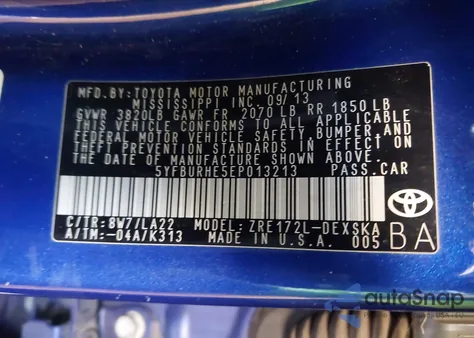 MFD.BY:TOYOTA MOTOR MANUFACTURING
MISSISSIPPI INC. 09/13
GVWR 3820LB GAWR FR 2070 LB RR 1850LB
THIS VEHICLE CONFORMS TO ALL APPLICABLE
FEDERAL MOTOR VEHICLE SAFETY, BUMPER, AND
THEFT PREVENTION STANDARDS IN EFFECT ON
THE DATE OF MANUFACTURE SHOWN ABOVE.
5YFBURHE5EP013213 PASS.CAR
C/TR:8W7/LA22 MODEL:ZRE172L-DEXSKA
A/TM:-04A/K313 MADE IN U.S.A. 005
BA
autoSnap